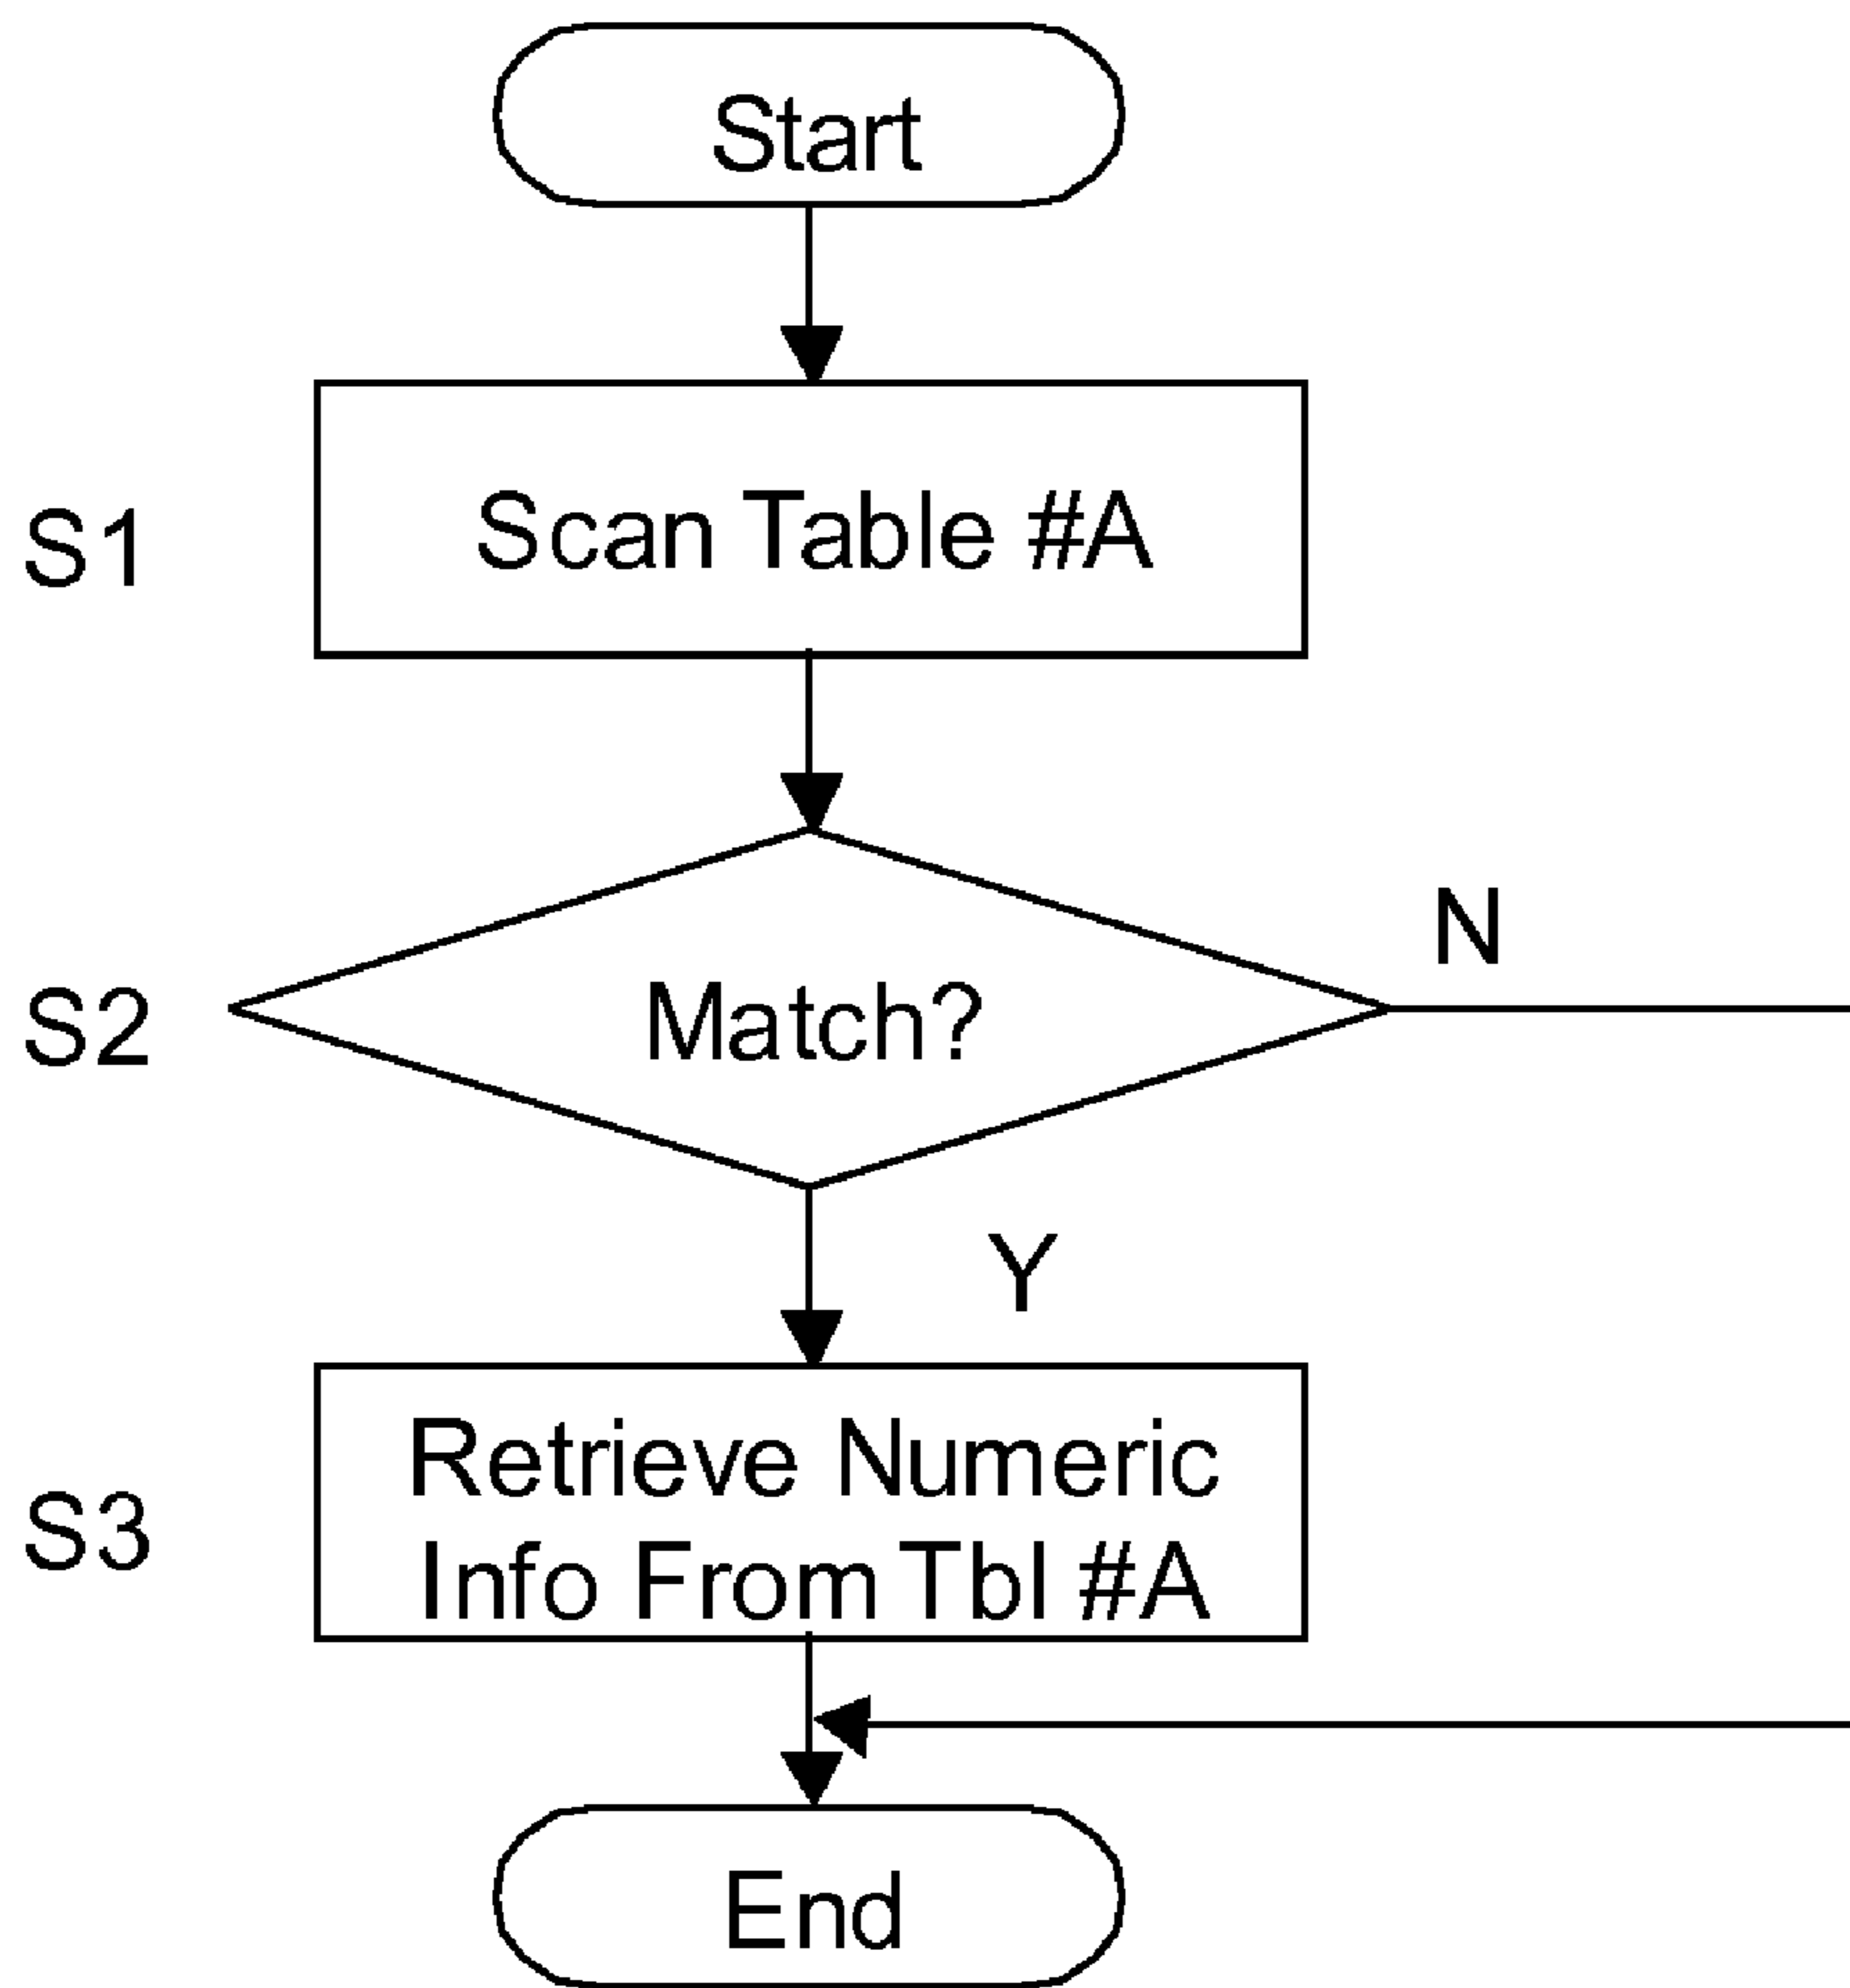 Start
S1
Scan Table #A
S2
Match?
N
Y
S3
Retrieve Numeric
Info From Tbl #A
End